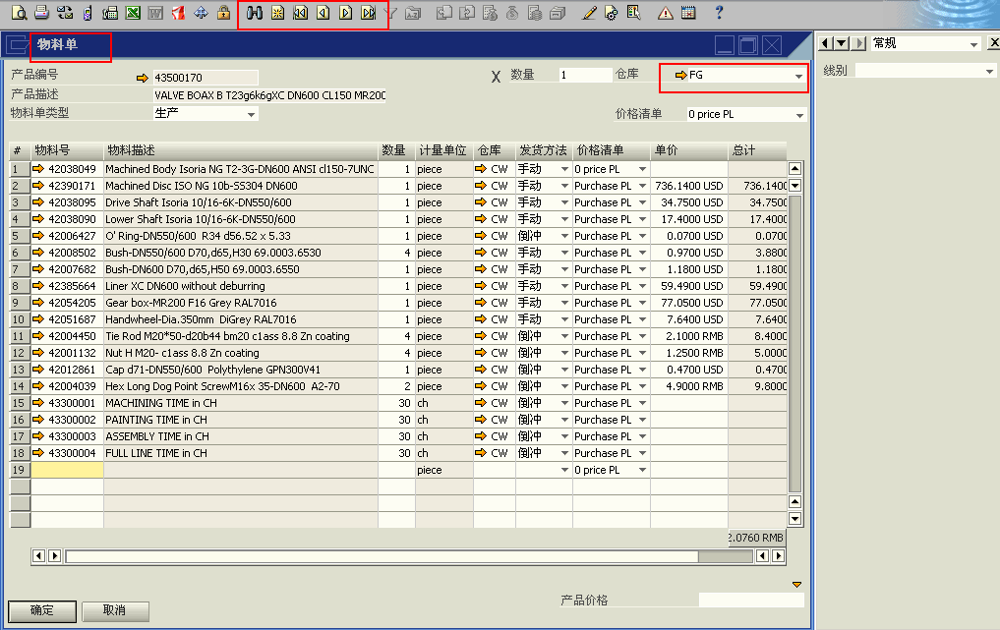 物料单
常规
产品编号 43500170 X 数量 1 仓库 FG
线别
产品描述 VALVE BOAX B T23g6k6gXC DN600 CL150 MR200
物料单类型 生产 价格清单 0 price PL
# 物料号 物料描述 数量 计量单位 仓库 发货方法 价格清单 单价 总计
1 42038049 Machined Body Isoria NG T2-3G-DN600 ANSI cl150-7UNC 1 piece CW 手动 0 price PL
2 42390171 Machined Disc ISO NG 10b-SS304 DN600 1 piece CW 手动 Purchase PL 736.1400 USD 736.1400
3 42038095 Drive Shaft Isoria 10/16-6K-DN550/600 1 piece CW 手动 Purchase PL 34.7500 USD 34.7500
4 42038090 Lower Shaft Isoria 10/16-6K-DN550/600 1 piece CW 手动 Purchase PL 17.4000 USD 17.4000
5 42006427 O' Ring-DN550/600 R34 d56.52 x 5.33 1 piece CW 倒冲 Purchase PL 0.0700 USD 0.0700
6 42008502 Bush-DN550/600 D70,d65,H30 69.0003.6530 4 piece CW 手动 Purchase PL 0.9700 USD 3.8800
7 42007682 Bush-DN600 D70,d65,H50 69.0003.6550 1 piece CW 手动 Purchase PL 1.1800 USD 1.1800
8 42385664 Liner XC DN600 without deburring 1 piece CW 手动 Purchase PL 59.4900 USD 59.4900
9 42054205 Gear box-MR200 F16 Grey RAL7016 1 piece CW 手动 Purchase PL 77.0500 USD 77.0500
10 42051687 Handwheel-Dia.350mm DiGrey RAL7016 1 piece CW 手动 Purchase PL 7.6400 USD 7.6400
11 42004450 Tie Rod M20*50-d20b44 bm20 c1ass 8.8 Zn coating 4 piece CW 倒冲 Purchase PL 2.1000 RMB 8.4000
12 42001132 Nut H M20- c1ass 8.8 Zn coating 4 piece CW 倒冲 Purchase PL 1.2500 RMB 5.0000
13 42012861 Cap d71-DN550/600 Polythylene GPN300V41 1 piece CW 倒冲 Purchase PL 0.4700 USD 0.4700
14 42004039 Hex Long Dog Point ScrewM16x 35-DN600 A2-70 2 piece CW 倒冲 Purchase PL 4.9000 RMB 9.8000
15 43300001 MACHINING TIME in CH 30 ch CW 倒冲 Purchase PL
16 43300002 PAINTING TIME in CH 30 ch CW 倒冲 Purchase PL
17 43300003 ASSEMBLY TIME in CH 30 ch CW 倒冲 Purchase PL
18 43300004 FULL LINE TIME in CH 30 ch CW 倒冲 Purchase PL
19 piece 0 price PL
2.0760 RMB
产品价格
确定 取消